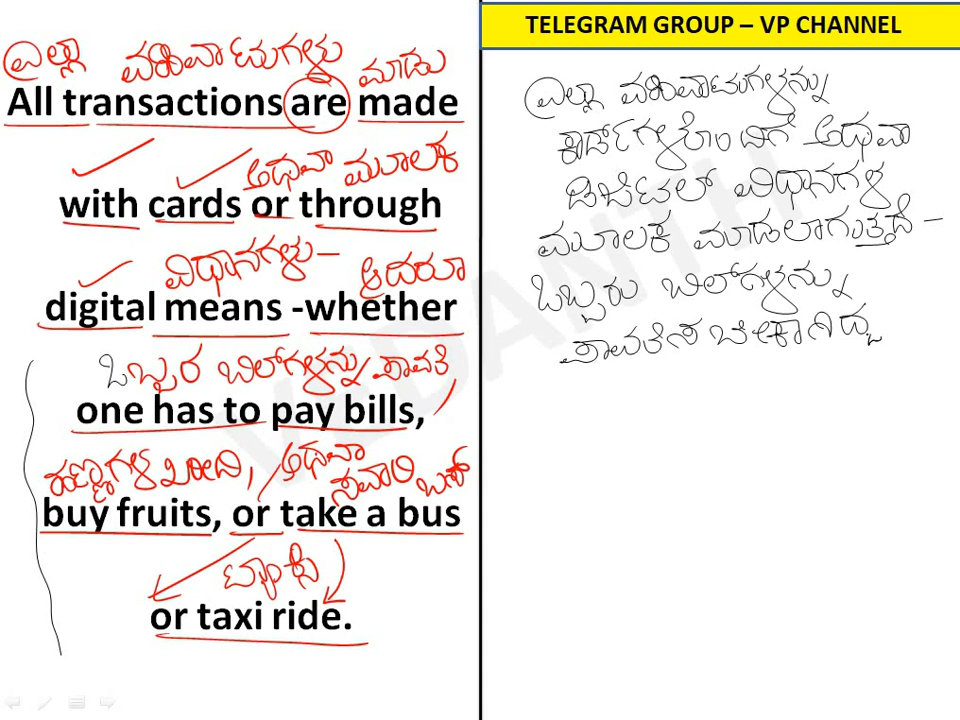 TELEGRAM GROUP – VP CHANNEL
ಎಲ್ಲಾ ವಹಿವಾಟುಗಳು ಮಾಡು
All transactions are made
ಅಥವಾ ಮೂಲಕ
with cards or through
ವಿಧಾನಗಳು– ಆದರೂ
digital means -whether
ಒಬ್ಬರ ಬಿಲ್‌ಗಳನ್ನು ಪಾವತಿ
one has to pay bills,
ಹಣ್ಣುಗಳ ಖರೀದಿ, ಅಥವಾ
ಸವಾರಿ ಬಸ್
buy fruits, or take a bus
ಟ್ಯಾಕ್ಸಿ
or taxi ride.
ಎಲ್ಲಾ ವಹಿವಾಟುಗಳನ್ನು
ಕಾರ್ಡ್‌ಗಳೊಂದಿಗೆ ಅಥವಾ
ಡಿಜಿಟಲ್ ವಿಧಾನಗಳ
ಮೂಲಕ ಮಾಡಲಾಗುತ್ತದೆ –
ಒಬ್ಬರು ಬಿಲ್‌ಗಳನ್ನು
ಪಾವತಿಸ ಬೇಕಾಗಿದ್ದ
VEDANTH